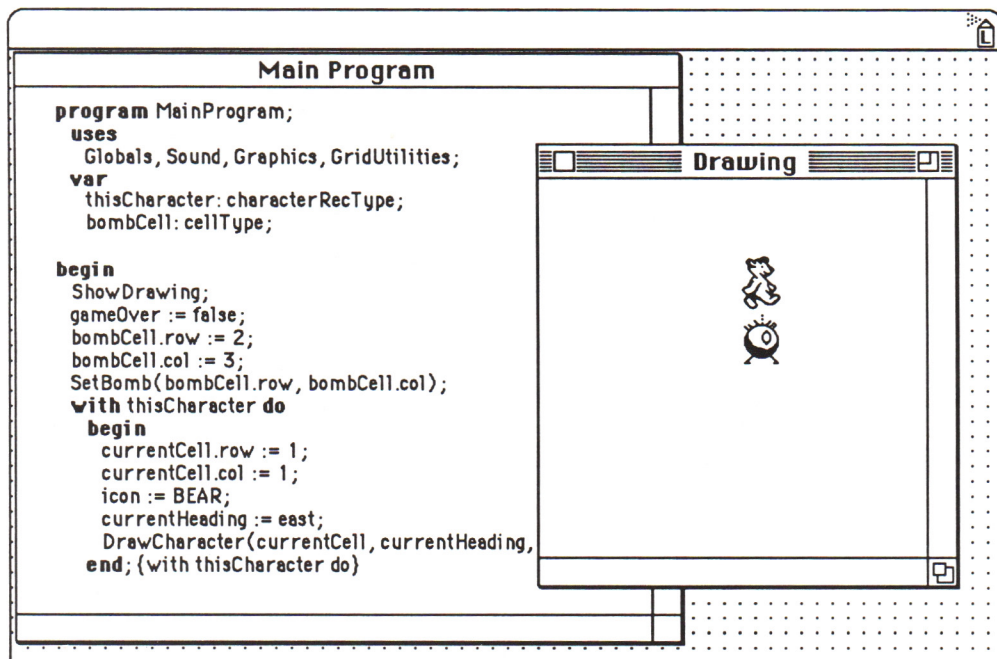 L
Main Program
program MainProgram;
uses
Globals, Sound, Graphics, GridUtilities;
var
thisCharacter: characterRecType;
bombCell: cellType;
begin
ShowDrawing;
gameOver := false;
bombCell.row := 2;
bombCell.col := 3;
SetBomb(bombCell.row, bombCell.col);
with thisCharacter do
begin
currentCell.row := 1;
currentCell.col := 1;
icon := BEAR;
currentHeading := east;
DrawCharacter(currentCell, currentHeading,
end; {with thisCharacter do}
Drawing